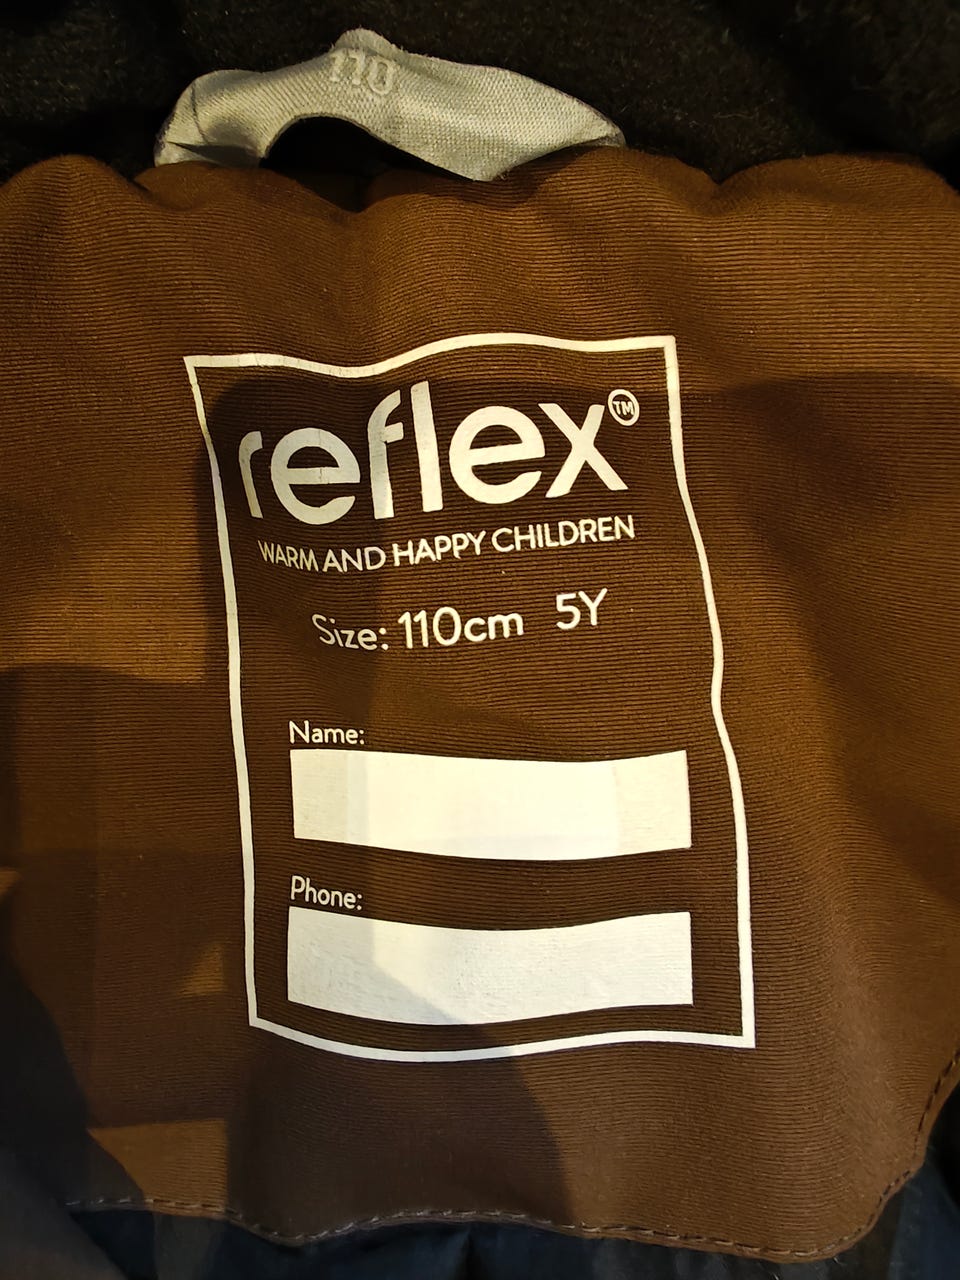 110
reflex™
WARM AND HAPPY CHILDREN
Size: 110cm 5Y
Name:
Phone: